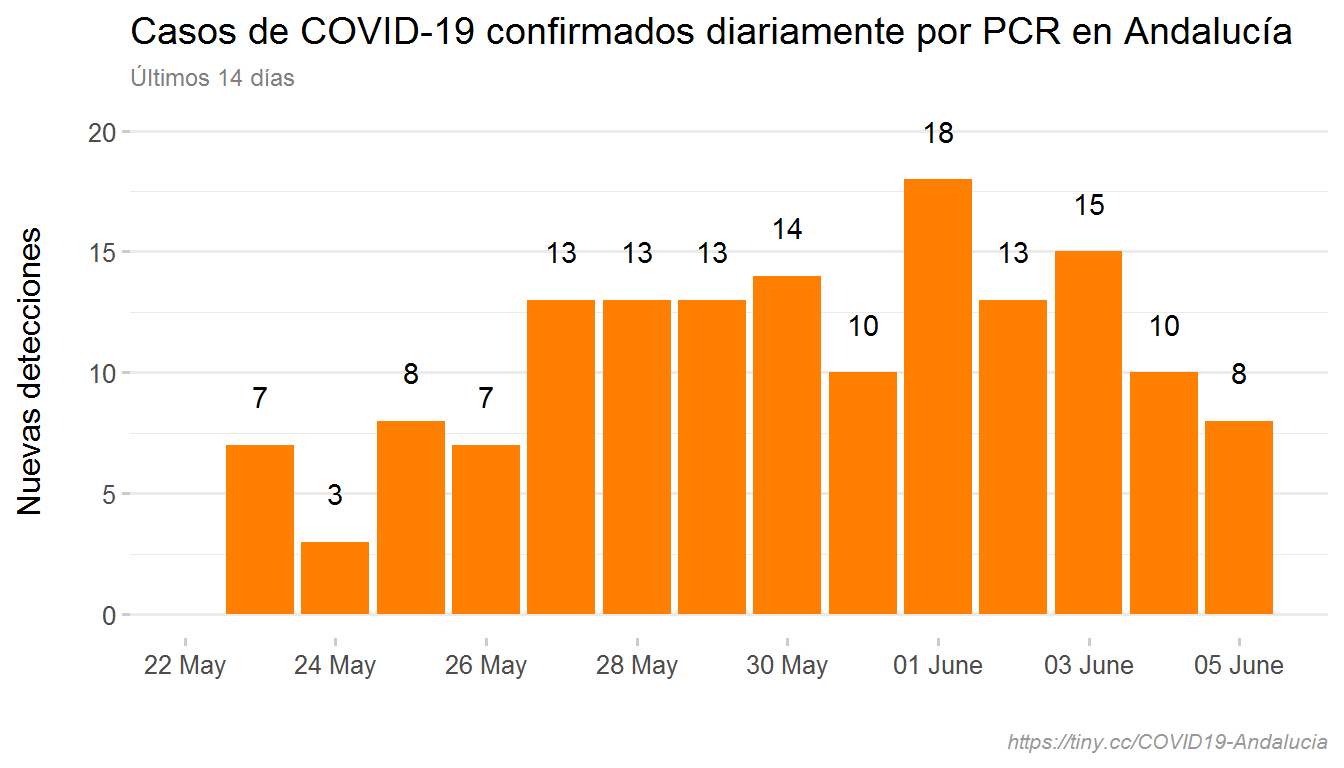 Casos de COVID-19 confirmados diariamente por PCR en Andalucía
Últimos 14 días
Nuevas detecciones
20
15
10
5
0
7
3
8
7
13
13
13
14
10
18
13
15
10
8
22 May
24 May
26 May
28 May
30 May
01 June
03 June
05 June
https://tiny.cc/COVID19-Andalucia